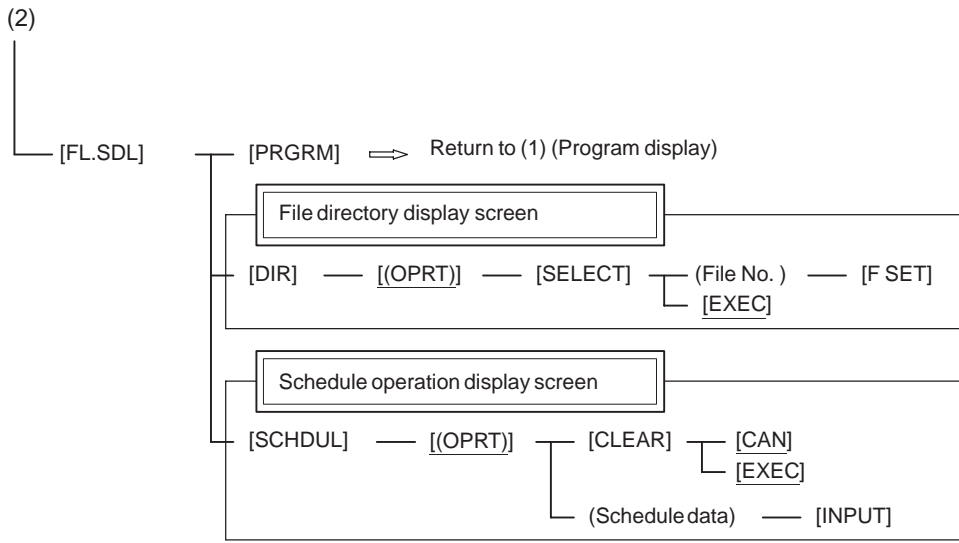 (2)
[FL.SDL] [PRGRM] Return to (1) (Program display)
File directory display screen
[DIR] [(OPRT)] [SELECT] (File No. ) [F SET]
[EXEC]
Schedule operation display screen
[SCHDUL] [(OPRT)] [CLEAR] [CAN]
[EXEC]
(Schedule data) [INPUT]